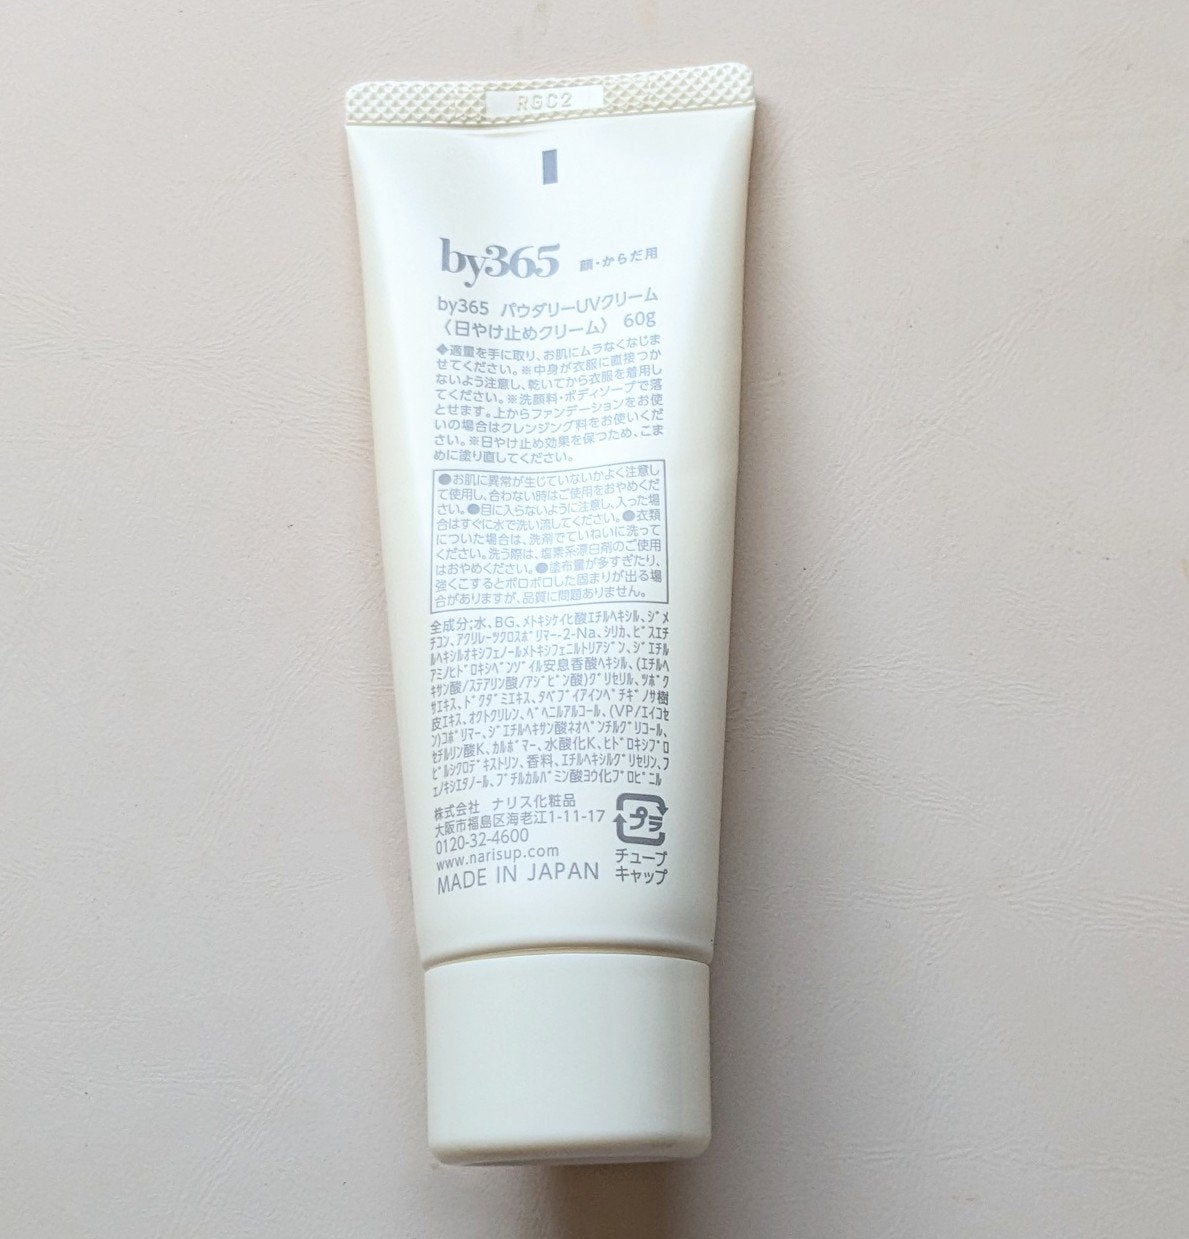 RGC2
by365 顔・からだ用
by365 パウダリーUVクリーム
〈日やけ止めクリーム〉 60g
◆適量を手に取り、お肌にムラなくなじま
せてください。※中身が衣服に直接つか
ないよう注意し、乾いてから衣服を着用し
てください。※洗顔料・ボディソープで落
とせます。上からファンデーションをお使
いの場合はクレンジング料をお使いくだ
さい。※日やけ止め効果を保つため、こま
めに塗り直してください。
●お肌に異常が生じていないかよく注意し
て使用し、合わない時はご使用をおやめくだ
さい。●目に入らないように注意し、入った場
合はすぐに水で洗い流してください。●衣類
についた場合は、洗剤でていねいに洗って
ください。洗う際は、塩素系漂白剤のご使用
はおやめください。●塗布量が多すぎたり、
強くこするとポロポロした固まりが出る場
合がありますが、品質に問題ありません。
全成分:水、BG、メトキシケイヒ酸エチルヘキシル、ジメ
チコン、アクリレーツクロスポリマー-2-Na、シリカ、ビスエチ
ルヘキシルオキシフェノールメトキシフェニルトリアジン、ジエチル
アミノヒドロキシベンゾイル安息香酸ヘキシル、(エチルヘ
キサン酸/ステアリン酸/アジピン酸)グリセリル、ツボク
サエキス、ドクダミエキス、タベブイアインペチギノサ樹
皮エキス、オクトクリレン、ベヘニルアルコール、(VP/エイコセ
ン)コポリマー、ジエチルヘキサン酸ネオペンチルグリコール、
セチルリン酸K、カルボマー、水酸化K、ヒドロキシプロ
ピルシクロデキストリン、香料、エチルヘキシルグリセリン、フ
ェノキシエタノール、ブチルカルバミン酸ヨウ化プロピニル
株式会社 ナリス化粧品
大阪市福島区海老江1-11-17
0120-32-4600
www.narisup.com
MADE IN JAPAN
プラ
チューブ
キャップ